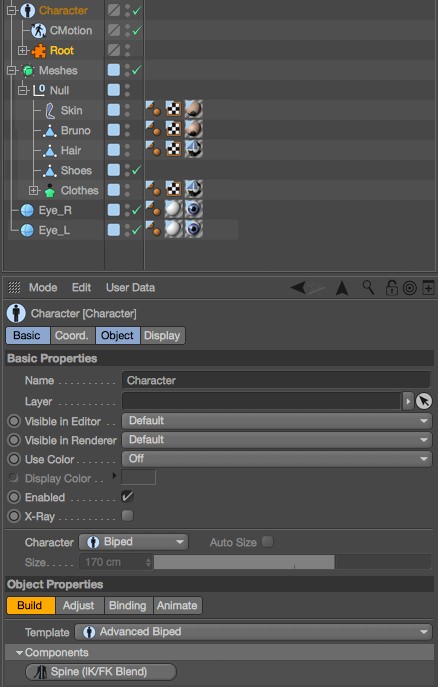 Character
CMotion
Root
Meshes
Null
Skin
Bruno
Hair
Shoes
Clothes
Eye_R
Eye_L
Mode Edit User Data
Character [Character]
Basic Coord. Object Display
Basic Properties
Name . . . . . . . . . . Character
Layer . . . . . . . . . .
Visible in Editor . . Default
Visible in Renderer Default
Use Color . . . . . . Off
Display Color . .
Enabled . . . . . . .
X-Ray . . . . . . . .
Character Biped Auto Size
Size. . . . . 170 cm
Object Properties
Build Adjust Binding Animate
Template Advanced Biped
Components
Spine (IK/FK Blend)